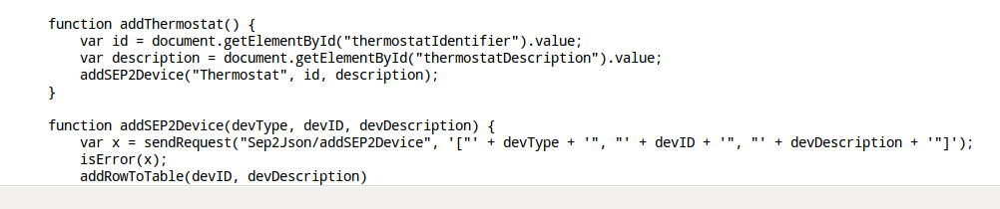 function addThermostat() {
var id = document.getElementById("thermostatIdentifier").value;
var description = document.getElementById("thermostatDescription").value;
addSEP2Device("Thermostat", id, description);
}
function addSEP2Device(devType, devID, devDescription) {
var x = sendRequest("Sep2Json/addSEP2Device", '["' + devType + '", "' + devID + '", "' + devDescription + '"]');
isError(x);
addRowToTable(devID, devDescription)